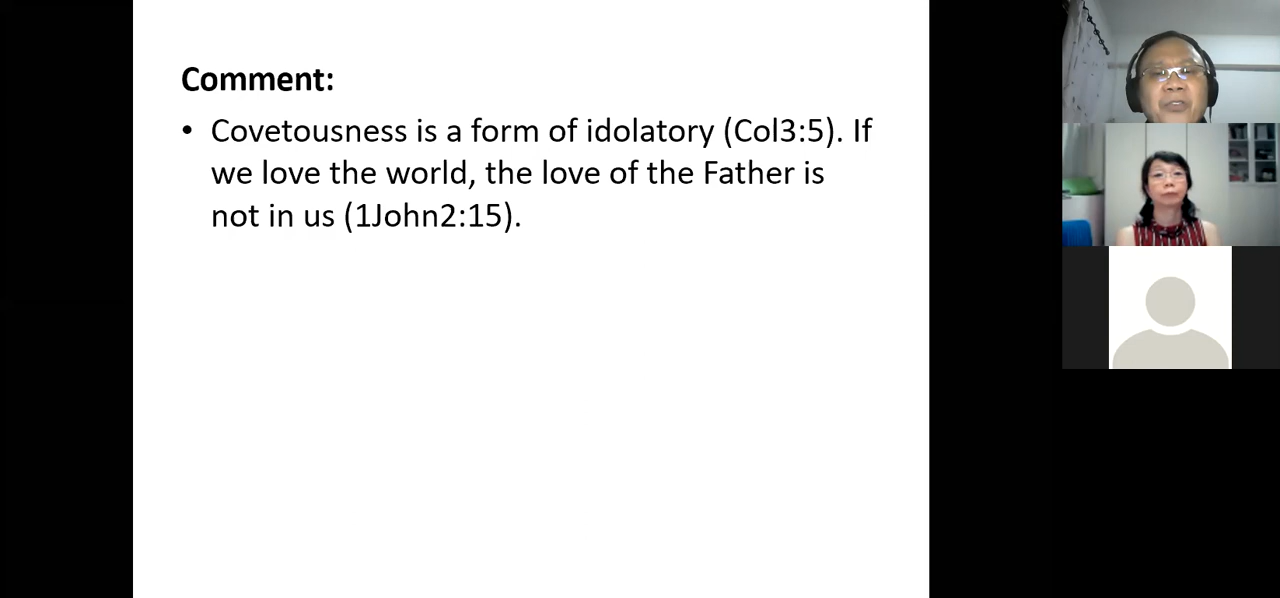 Comment:
• Covetousness is a form of idolatory (Col3:5). If
we love the world, the love of the Father is
not in us (1John2:15).